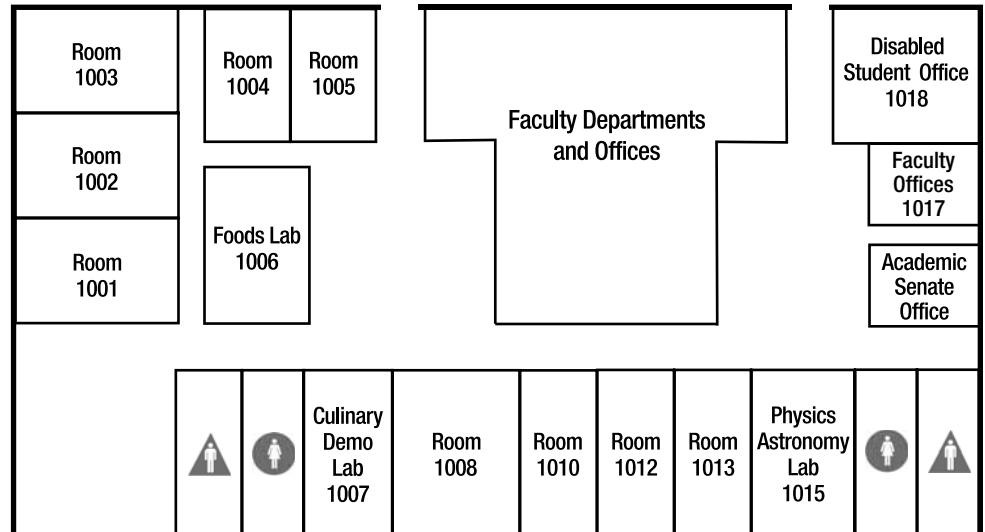 Room
1003
Room
1004
Room
1005
Faculty Departments
and Offices
Disabled
Student Office
1018
Room
1002
Faculty
Offices
1017
Foods Lab
1006
Room
1001
Academic
Senate
Office
Culinary
Demo
Lab
1007
Room
1008
Room
1010
Room
1012
Room
1013
Physics
Astronomy
Lab
1015